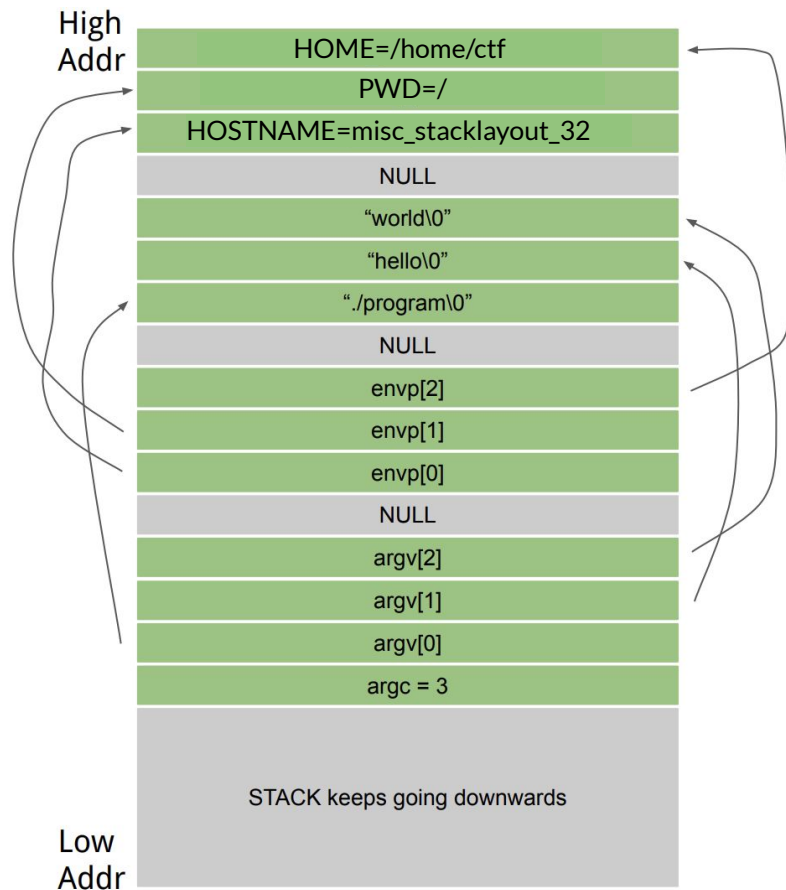 High
Addr
HOME=/home/ctf
PWD=/
HOSTNAME=misc_stacklayout_32
NULL
“world\0”
“hello\0”
“./program\0”
NULL
envp[2]
envp[1]
envp[0]
NULL
argv[2]
argv[1]
argv[0]
argc = 3
STACK keeps going downwards
Low
Addr